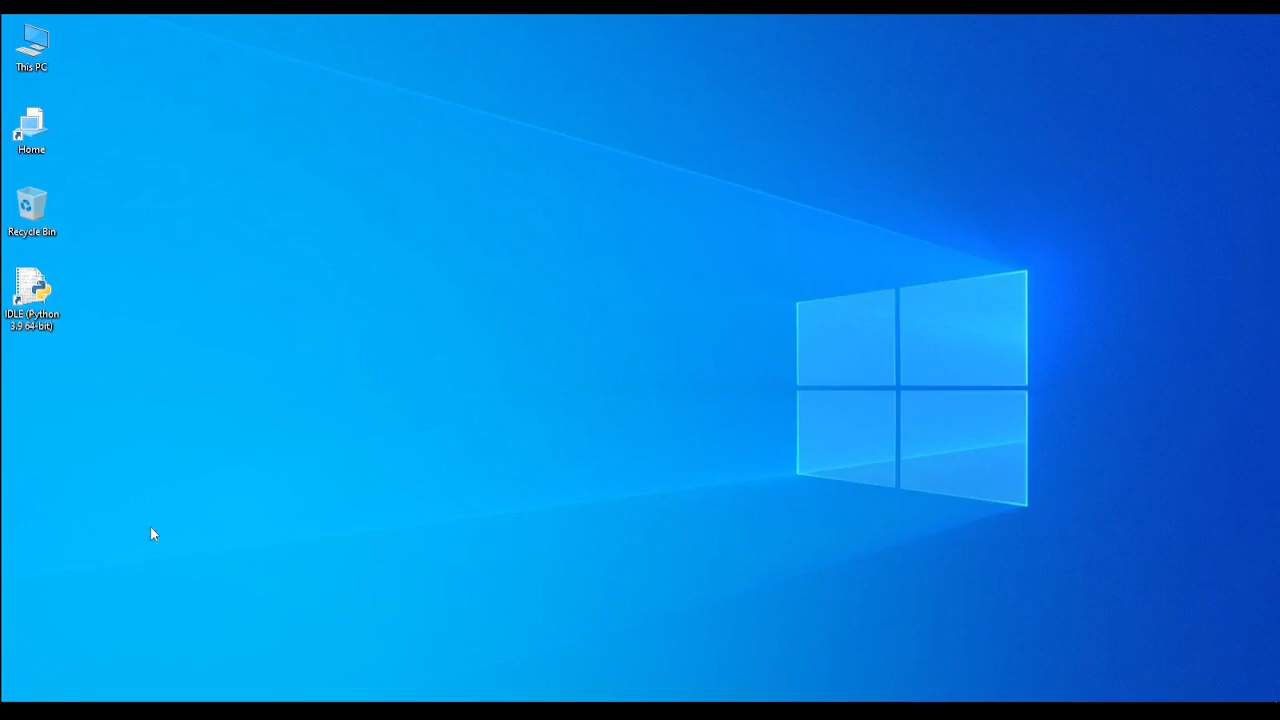 This PC
Home
Recycle Bin
IDLE (Python
3.9 64-bit)